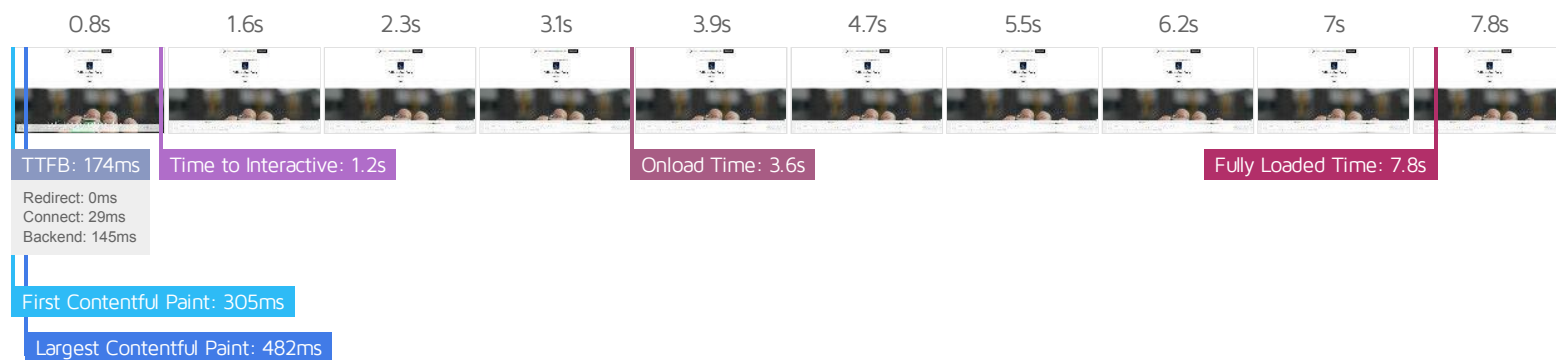 0.8s 1.6s 2.3s 3.1s 3.9s 4.7s 5.5s 6.2s 7s 7.8s
TTFB: 174ms
Time to Interactive: 1.2s
Onload Time: 3.6s
Fully Loaded Time: 7.8s
Redirect: 0ms
Connect: 29ms
Backend: 145ms
First Contentful Paint: 305ms
Largest Contentful Paint: 482ms